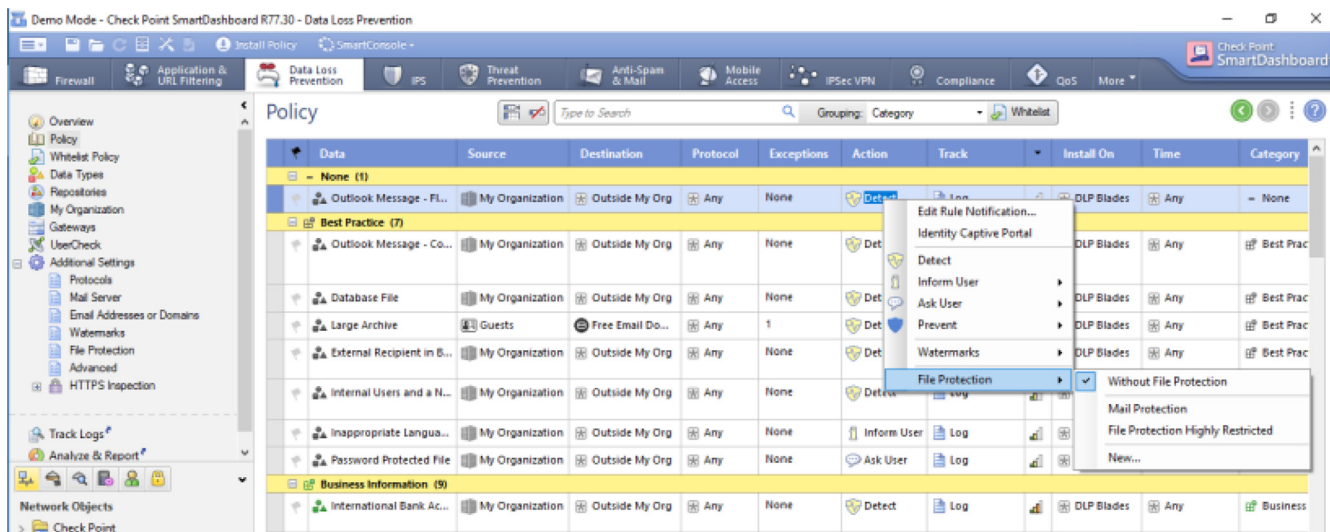 Demo Mode - Check Point SmartDashboard R77.30 - Data Loss Prevention
Install Policy SmartConsole
Check Point
SmartDashboard
Firewall Application & URL Filtering Data Loss Prevention IPS Threat Prevention Anti-Spam & Mail Mobile Access IPSec VPN Compliance QoS More
Overview
Policy
Whitelist Policy
Data Types
Repositories
My Organization
Gateways
UserCheck
Additional Settings
Protocols
Mail Server
Email Addresses or Domains
Watermarks
File Protection
Advanced
HTTPS Inspection
Track Logs
Analyze & Report
Network Objects
Check Point
Policy Type to Search Grouping: Category Whitelist
Data Source Destination Protocol Exceptions Action Track Install On Time Category
– None (1)
Outlook Message - Fl... My Organization Outside My Org Any None Detect Log DLP Blades Any – None
Best Practice (7)
Outlook Message - Co... My Organization Outside My Org Any None Det DLP Blades Any Best Prac
Database File My Organization Outside My Org Any None Det DLP Blades Any Best Prac
Large Archive Guests Free Email Do... Any 1 Det DLP Blades Any Best Prac
External Recipient in B... My Organization Outside My Org Any None Det DLP Blades Any Best Prac
Internal Users and a N... My Organization Outside My Org Any None Detect Log
Inappropriate Langua... My Organization Outside My Org Any None Inform User Log
Password Protected File My Organization Outside My Org Any None Ask User Log
Business Information (9)
International Bank Ac... My Organization Outside My Org Any None Detect Log DLP Blades Any Business
Edit Rule Notification...
Identity Captive Portal
Detect
Inform User
Ask User
Prevent
Watermarks
File Protection
Without File Protection
Mail Protection
File Protection Highly Restricted
New...